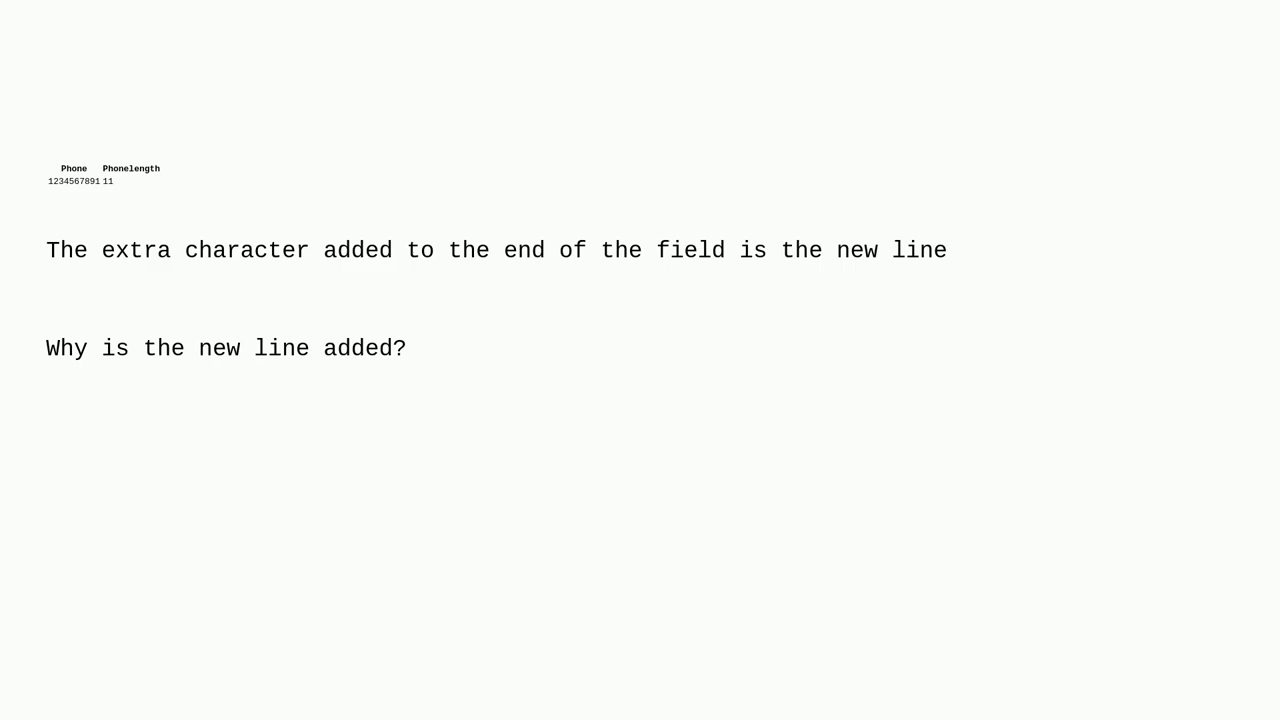 Phone Phonelength
1234567891 11
The extra character added to the end of the field is the new line
Why is the new line added?